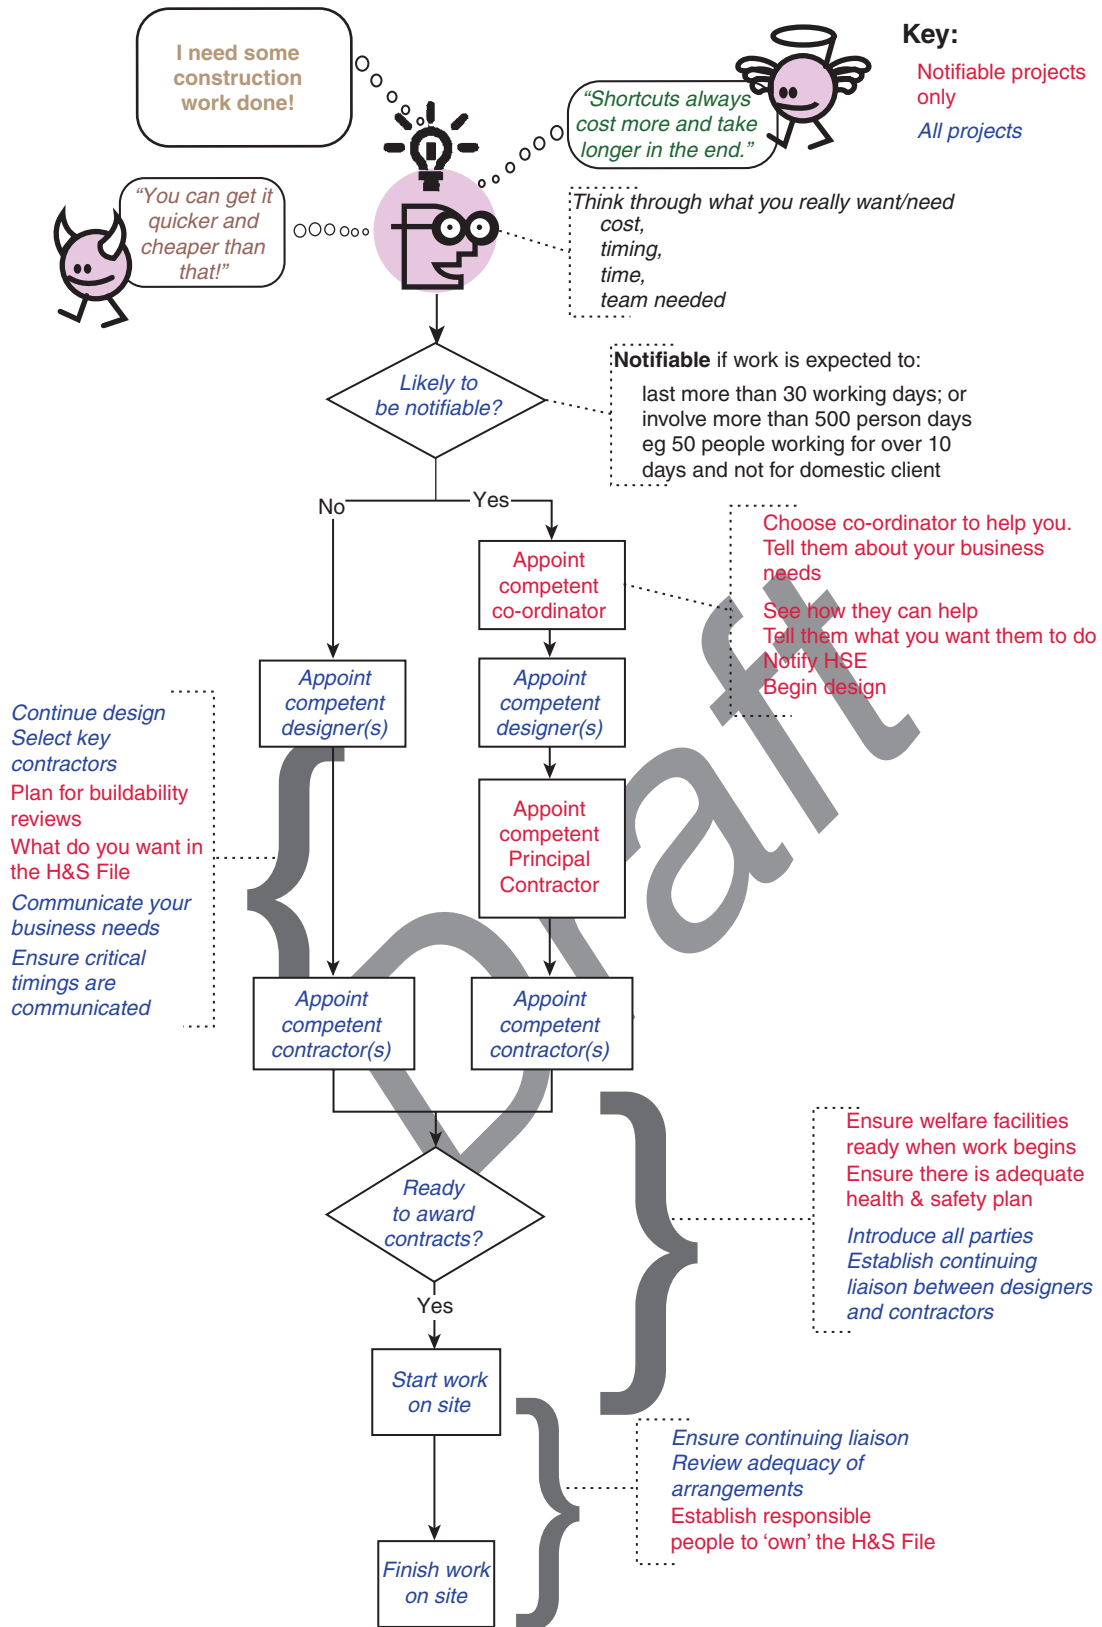 I need some
construction
work done!
Key:
Notifiable projects
only
All projects
“Shortcuts always
cost more and take
longer in the end.”
“You can get it
quicker and
cheaper than
that!”
Think through what you really want/need
cost,
timing,
time,
team needed
Likely to
be notifiable?
Notifiable if work is expected to:
last more than 30 working days; or
involve more than 500 person days
eg 50 people working for over 10
days and not for domestic client
No
Yes
Appoint
competent
co-ordinator
Choose co-ordinator to help you.
Tell them about your business
needs
See how they can help
Tell them what you want them to do
Notify HSE
Begin design
Appoint
competent
designer(s)
Appoint
competent
designer(s)
Continue design
Select key
contractors
Plan for buildability
reviews
What do you want in
the H&S File
Communicate your
business needs
Ensure critical
timings are
communicated
Appoint
competent
Principal
Contractor
Appoint
competent
contractor(s)
Appoint
competent
contractor(s)
Draft
Ready
to award
contracts?
Ensure welfare facilities
ready when work begins
Ensure there is adequate
health & safety plan
Introduce all parties
Establish continuing
liaison between designers
and contractors
Yes
Start work
on site
Ensure continuing liaison
Review adequacy of
arrangements
Establish responsible
people to ‘own’ the H&S File
Finish work
on site